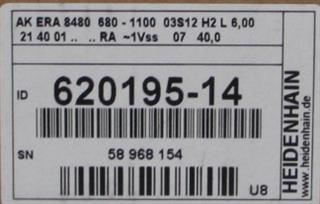 AK ERA 8480 680 - 1100 03S12 H2 L 6,00
21 40 01 .. .. RA ~1Vss 07 40,0
ID 620195-14
SN 58 968 154
U8
HEIDENHAIN
www.heidenhain.de